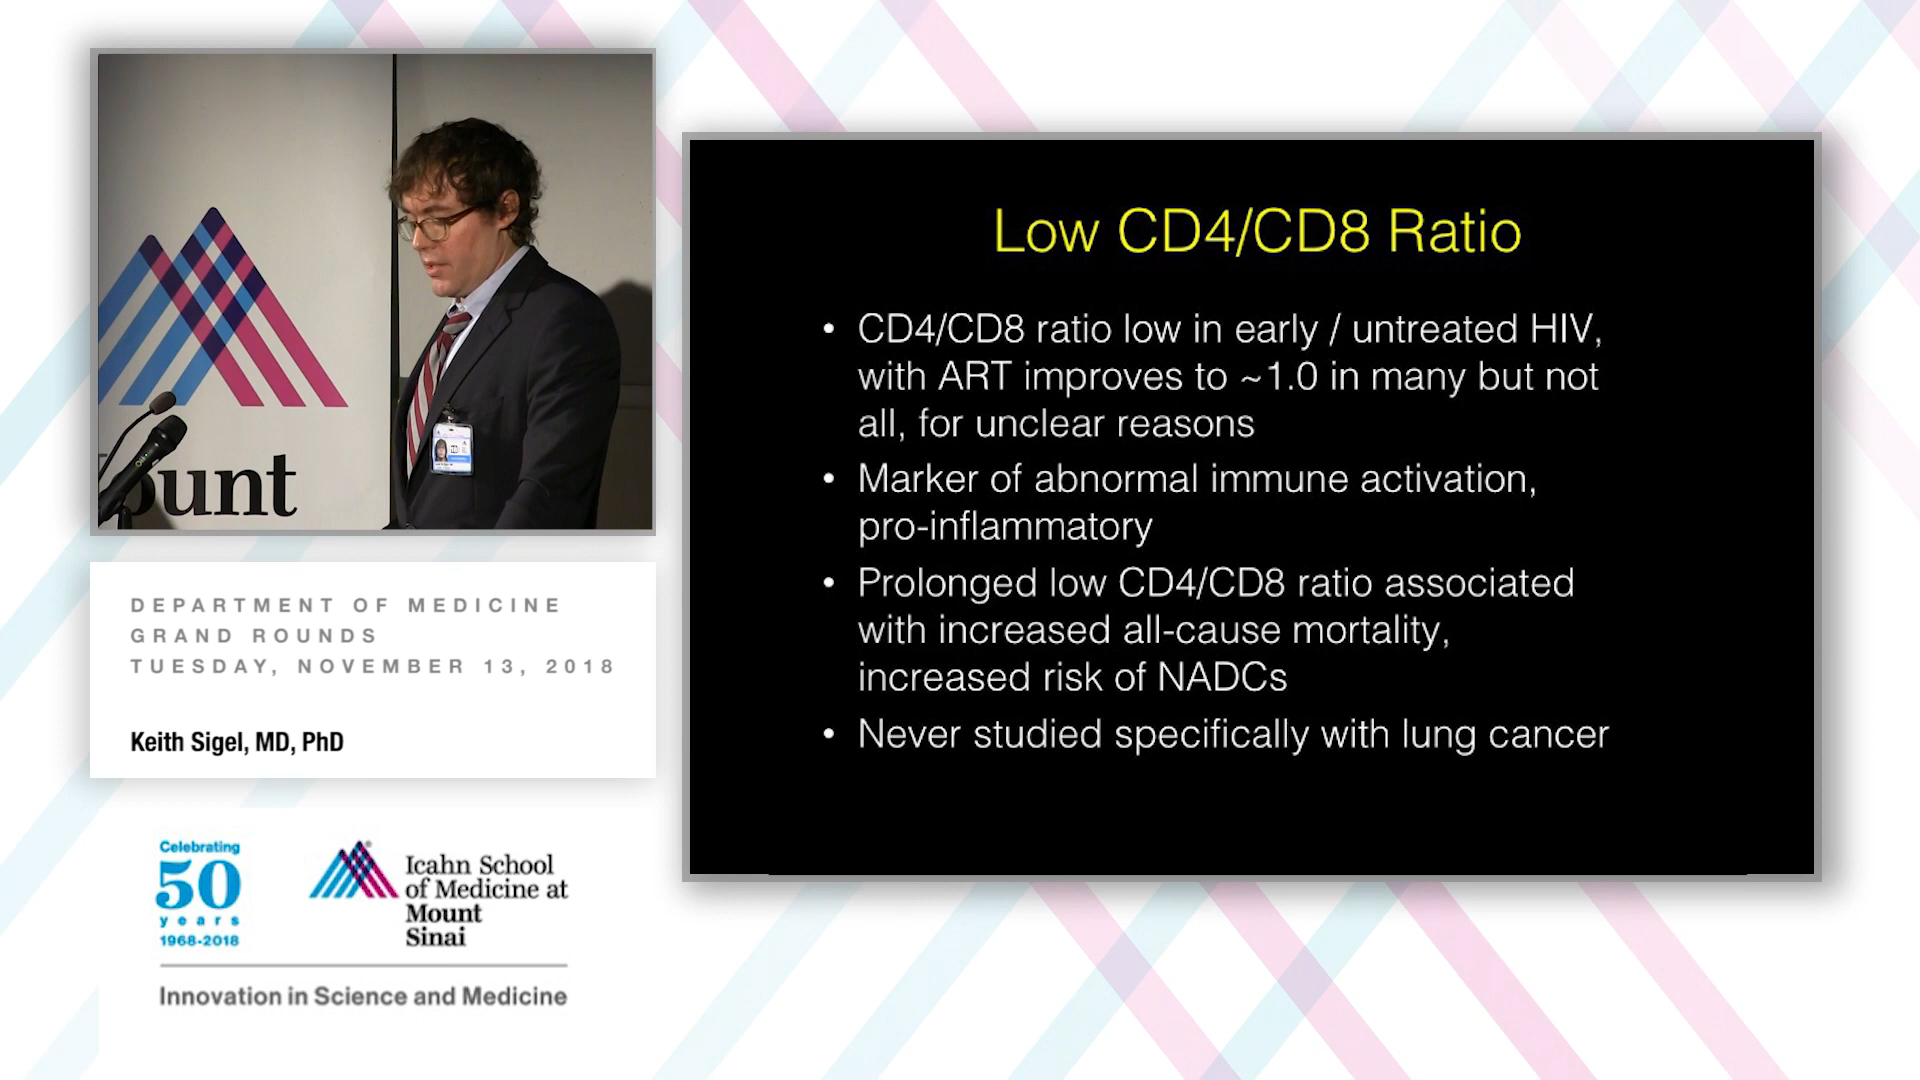 ount
DEPARTMENT OF MEDICINE
GRAND ROUNDS
TUESDAY, NOVEMBER 13, 2018
Keith Sigel, MD, PhD
Celebrating
50
years
1968-2018
Icahn School
of Medicine at
Mount
Sinai
Innovation in Science and Medicine
Low CD4/CD8 Ratio
• CD4/CD8 ratio low in early / untreated HIV,
with ART improves to ~1.0 in many but not
all, for unclear reasons
• Marker of abnormal immune activation,
pro-inflammatory
• Prolonged low CD4/CD8 ratio associated
with increased all-cause mortality,
increased risk of NADCs
• Never studied specifically with lung cancer